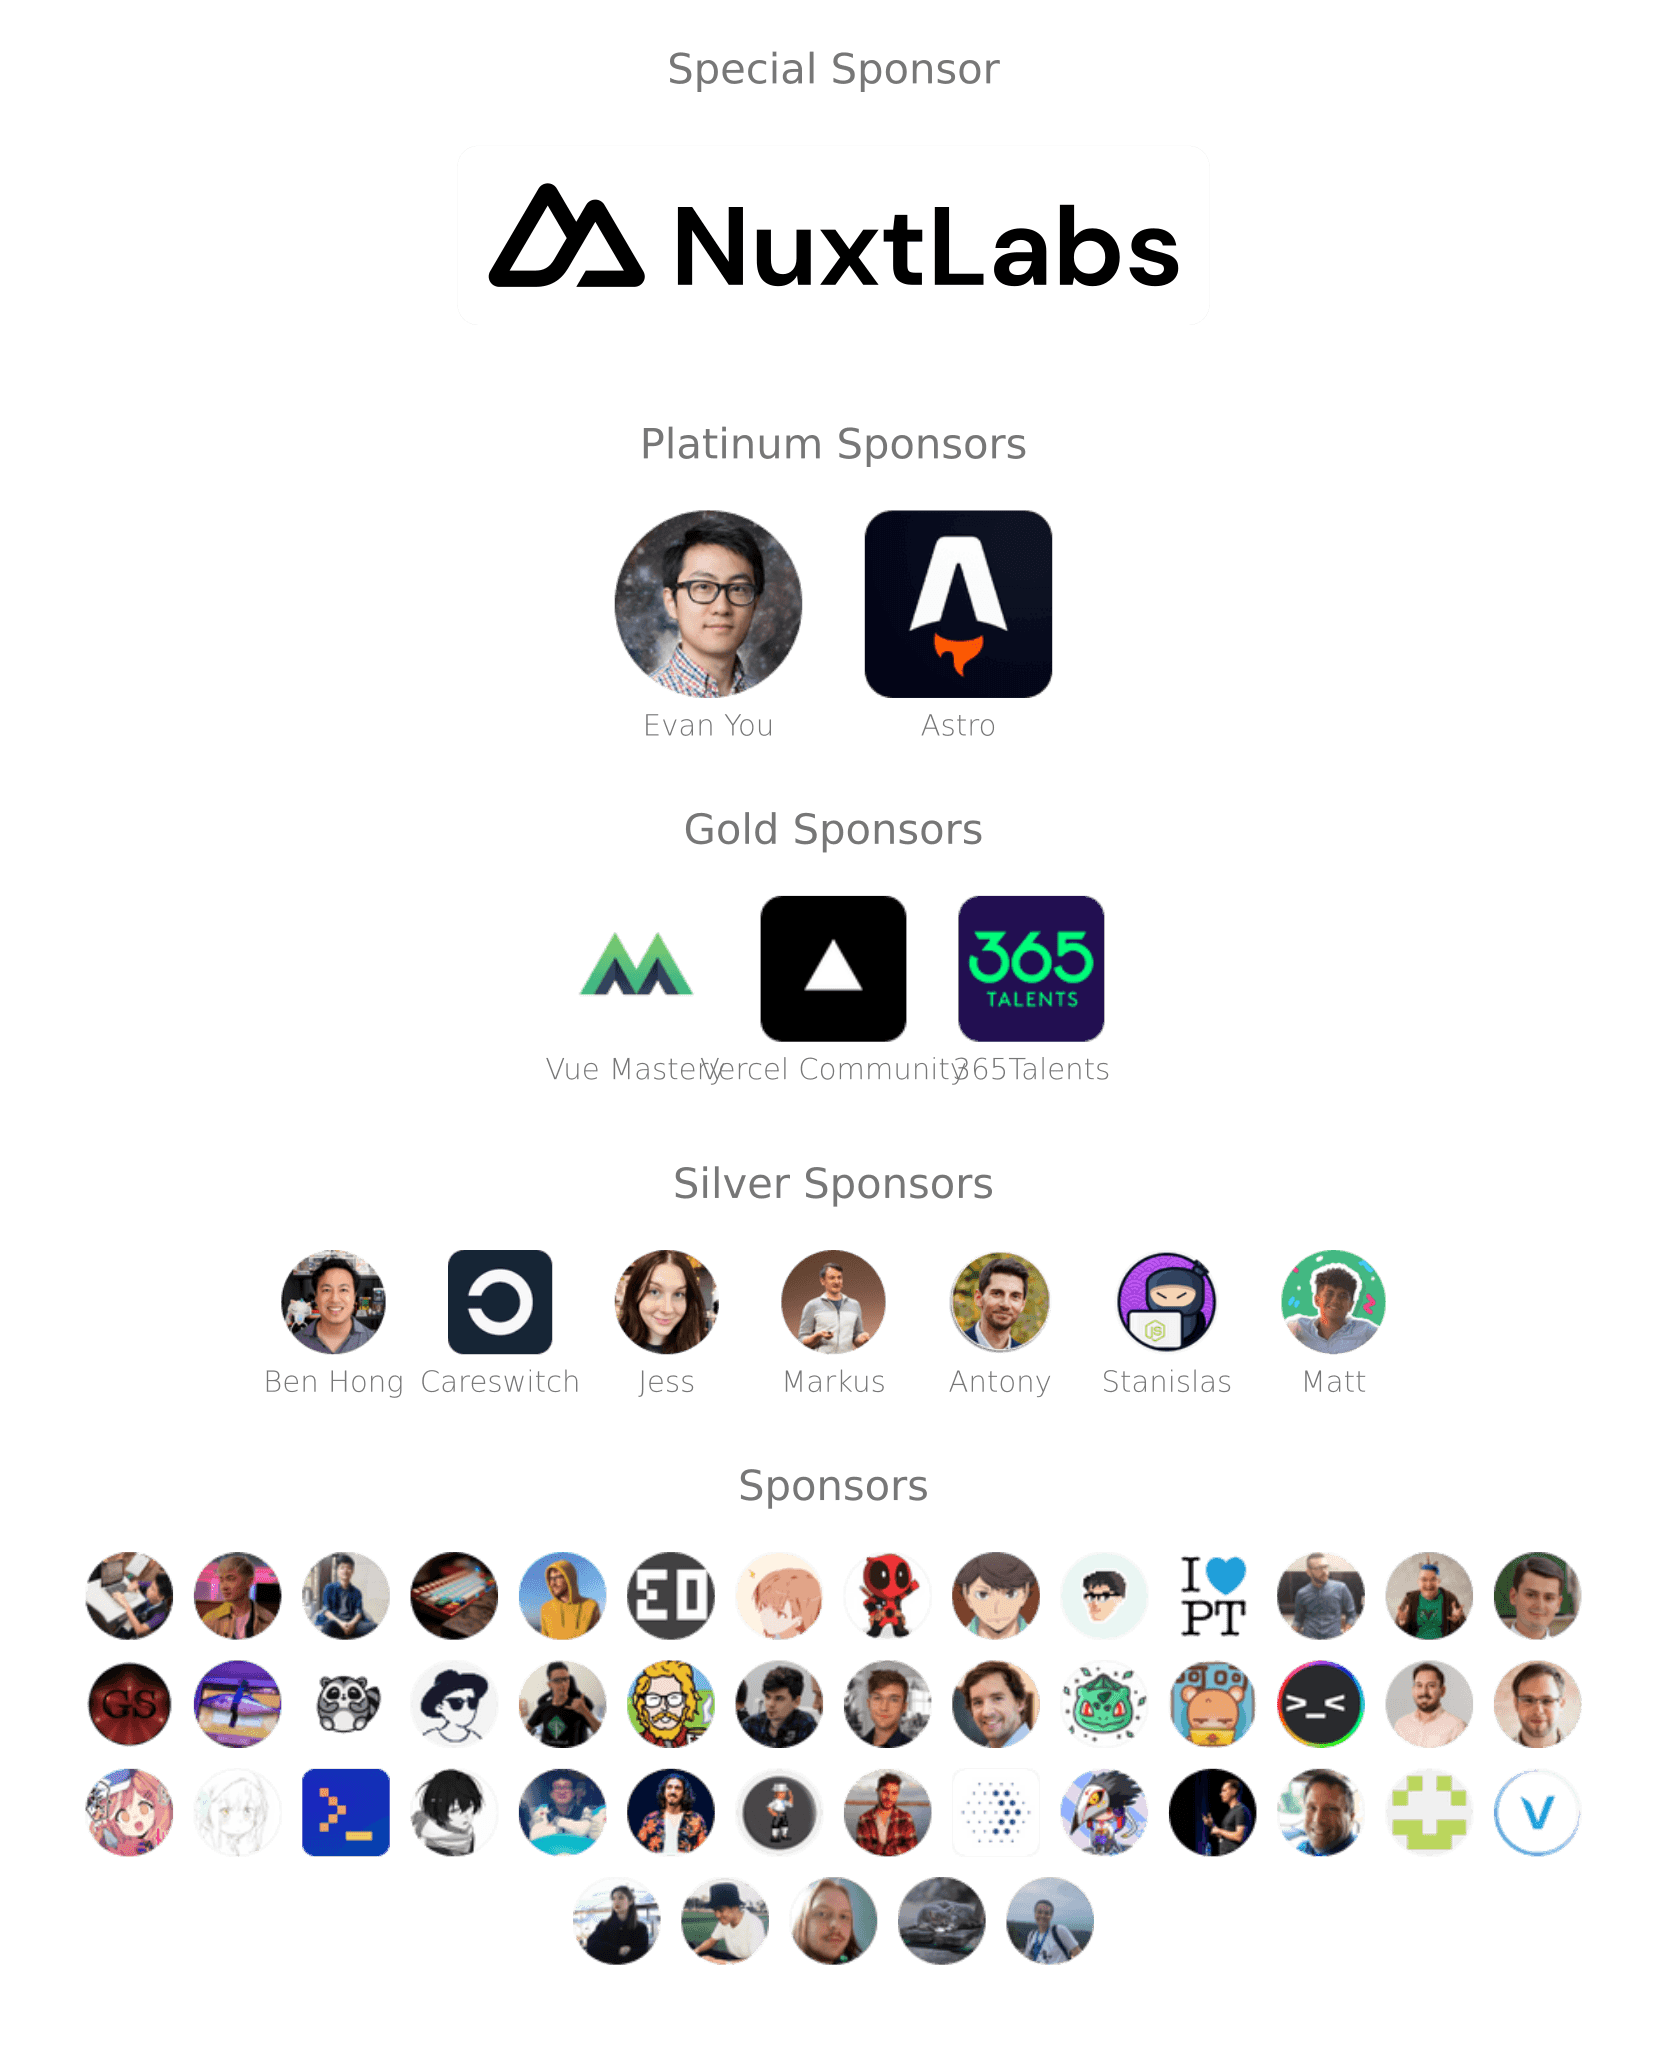 Special Sponsor
NuxtLabs
Platinum Sponsors
Evan You
Astro
Gold Sponsors
365
TALENTS
Vue Mastery
Vercel Community
365Talents
Silver Sponsors
JS
Ben Hong
Careswitch
Jess
Markus
Antony
Stanislas
Matt
Sponsors
I
PT
GS
>_<
V